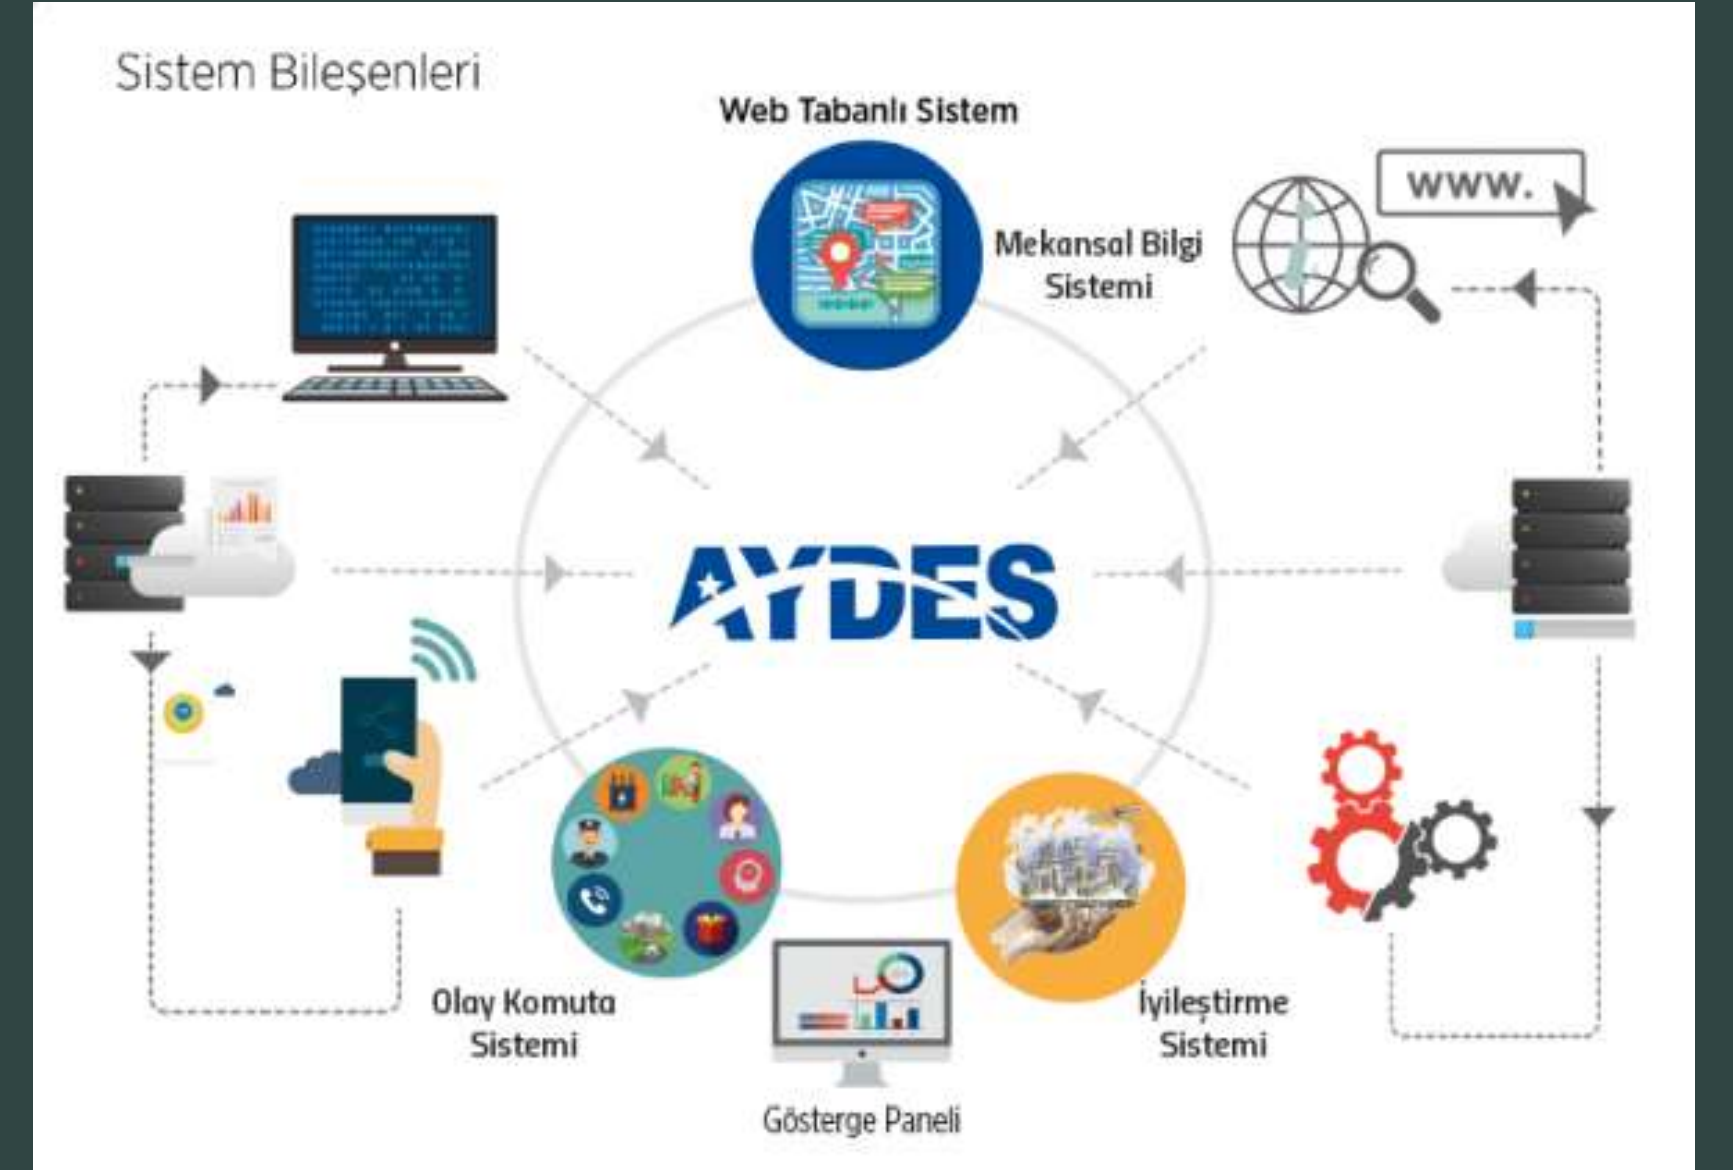 Sistem Bileşenleri
Web Tabanlı Sistem
www.
Mekansal Bilgi
Sistemi
AYDES
Olay Komuta
Sistemi
İyileştirme
Sistemi
Gösterge Paneli